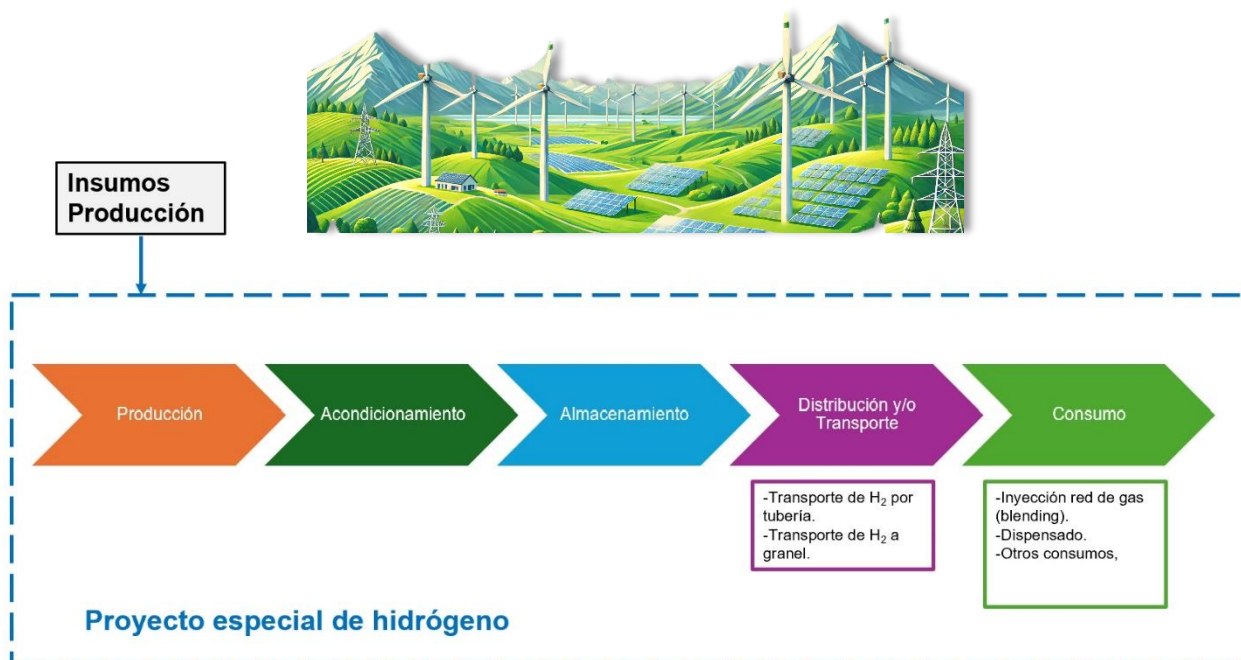 Insumos
Producción
Producción
Acondicionamiento
Almacenamiento
Distribución y/o
Transporte
Consumo
-Transporte de H₂ por
tubería.
-Transporte de H₂ a
granel.
-Inyección red de gas
(blending).
-Dispensado.
-Otros consumos,
Proyecto especial de hidrógeno